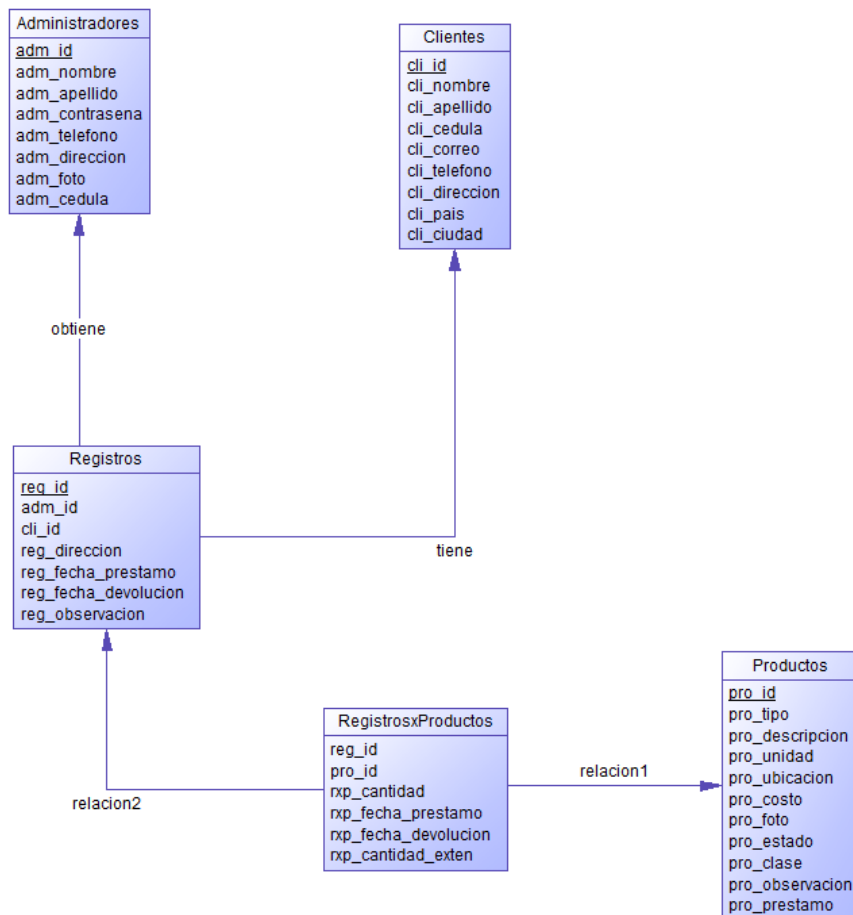 Administradores
adm_id
adm_nombre
adm_apellido
adm_contrasena
adm_telefono
adm_direccion
adm_foto
adm_cedula
Clientes
cli_id
cli_nombre
cli_apellido
cli_cedula
cli_correo
cli_telefono
cli_direccion
cli_pais
cli_ciudad
obtiene
tiene
Registros
reg_id
adm_id
cli_id
reg_direccion
reg_fecha_prestamo
reg_fecha_devolucion
reg_observacion
relacion2
RegistrosxProductos
reg_id
pro_id
rxp_cantidad
rxp_fecha_prestamo
rxp_fecha_devolucion
rxp_cantidad_exten
relacion1
Productos
pro_id
pro_tipo
pro_descripcion
pro_unidad
pro_ubicacion
pro_costo
pro_foto
pro_estado
pro_clase
pro_observacion
pro_prestamo